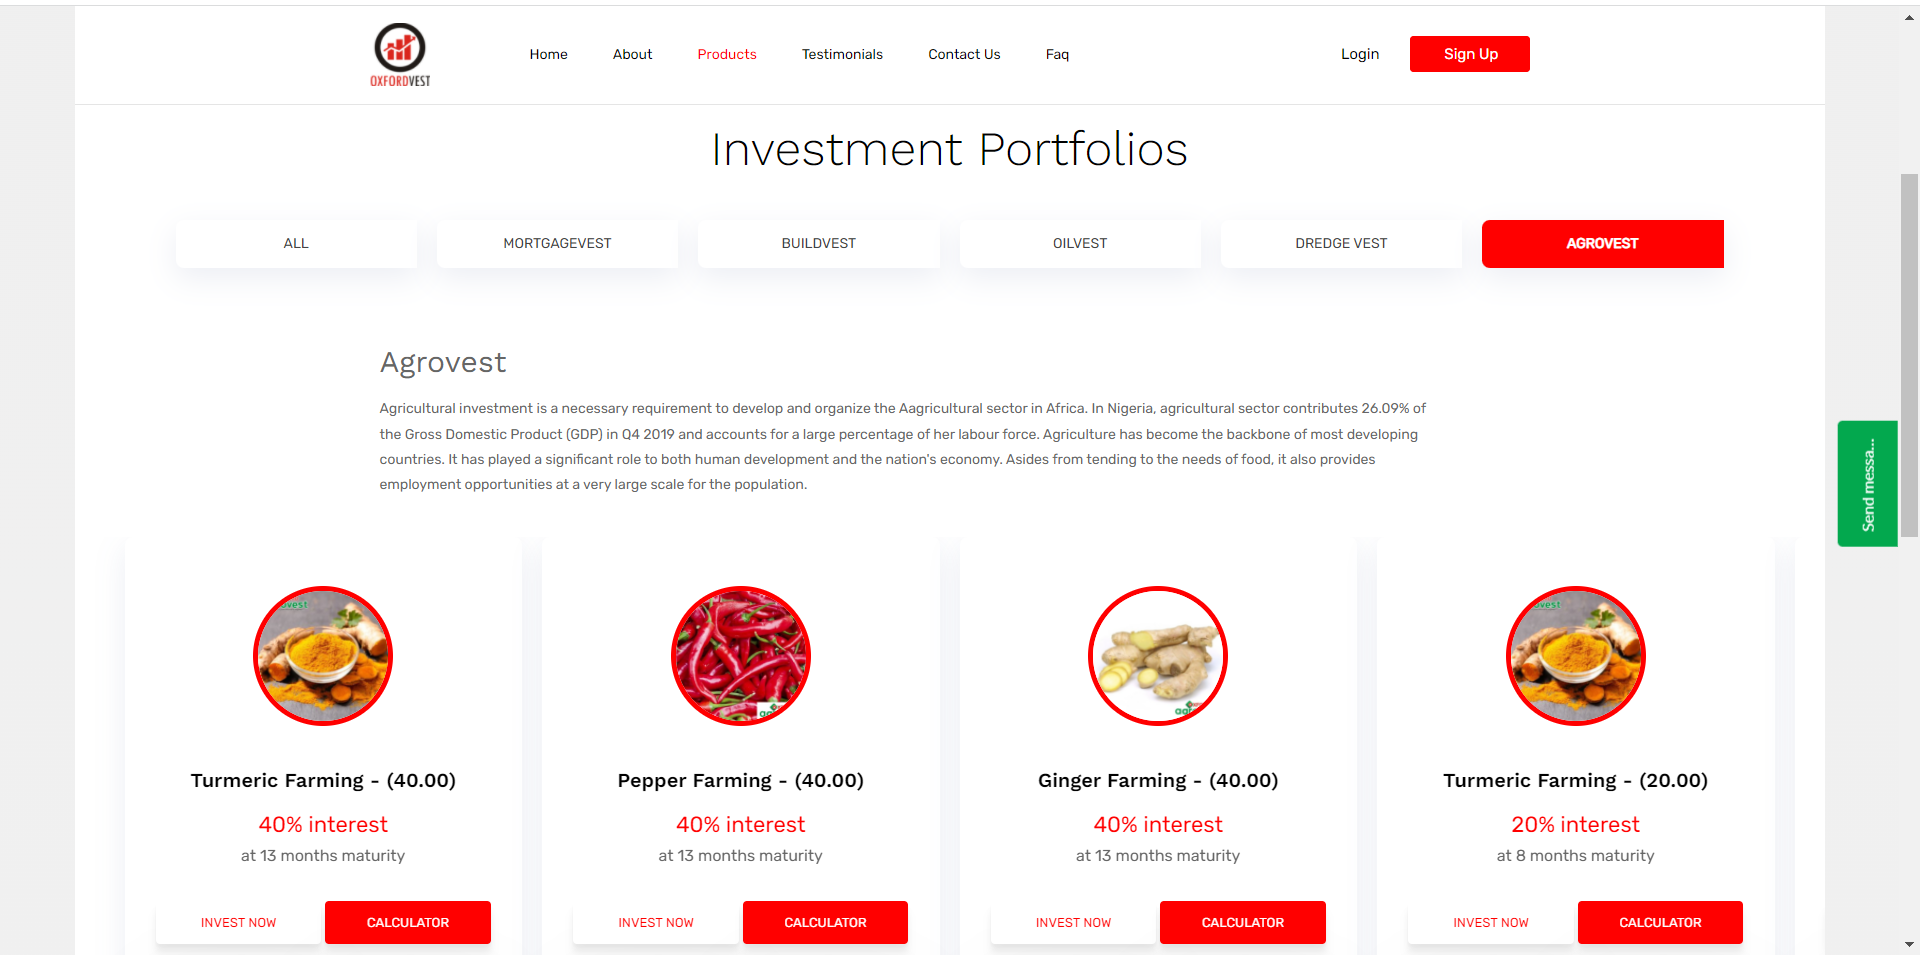 OXFORDVEST
Home About Products Testimonials Contact Us Faq Login Sign Up
Investment Portfolios
ALL MORTGAGEVEST BUILDVEST OILVEST DREDGE VEST AGROVEST
Agrovest
Agricultural investment is a necessary requirement to develop and organize the Aagricultural sector in Africa. In Nigeria, agricultural sector contributes 26.09% of
the Gross Domestic Product (GDP) in Q4 2019 and accounts for a large percentage of her labour force. Agriculture has become the backbone of most developing
countries. It has played a significant role to both human development and the nation's economy. Asides from tending to the needs of food, it also provides
employment opportunities at a very large scale for the population.
Send messa...
Turmeric Farming - (40.00)
40% interest
at 13 months maturity
INVEST NOW CALCULATOR
Pepper Farming - (40.00)
40% interest
at 13 months maturity
INVEST NOW CALCULATOR
Ginger Farming - (40.00)
40% interest
at 13 months maturity
INVEST NOW CALCULATOR
Turmeric Farming - (20.00)
20% interest
at 8 months maturity
INVEST NOW CALCULATOR